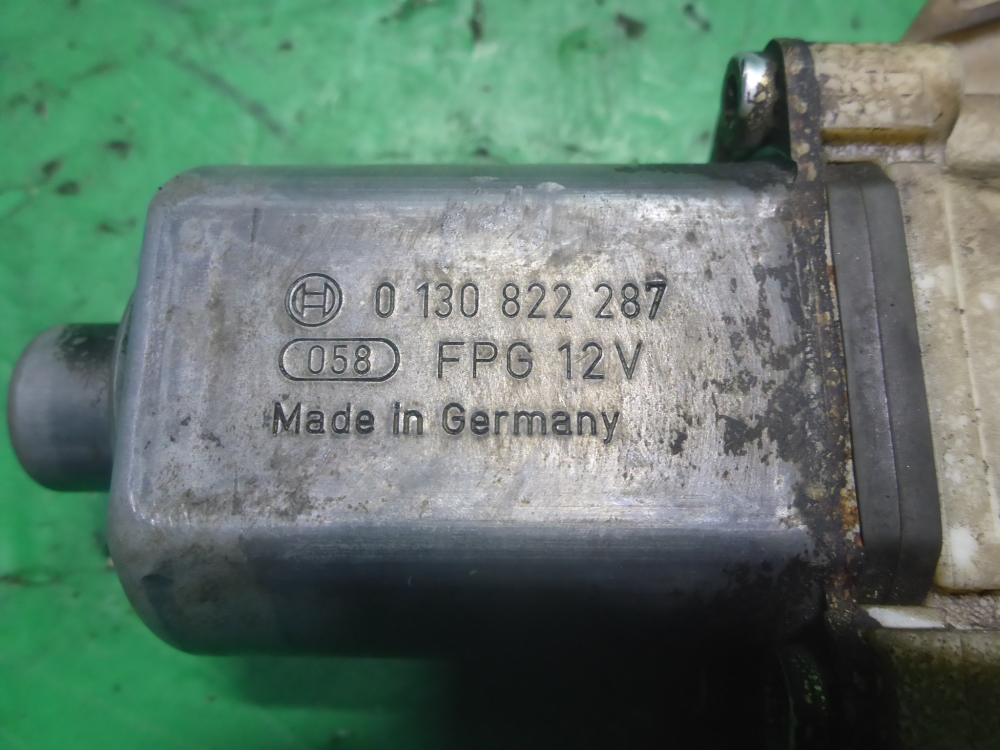 0 130 822 287
058 FPG 12V
Made in Germany